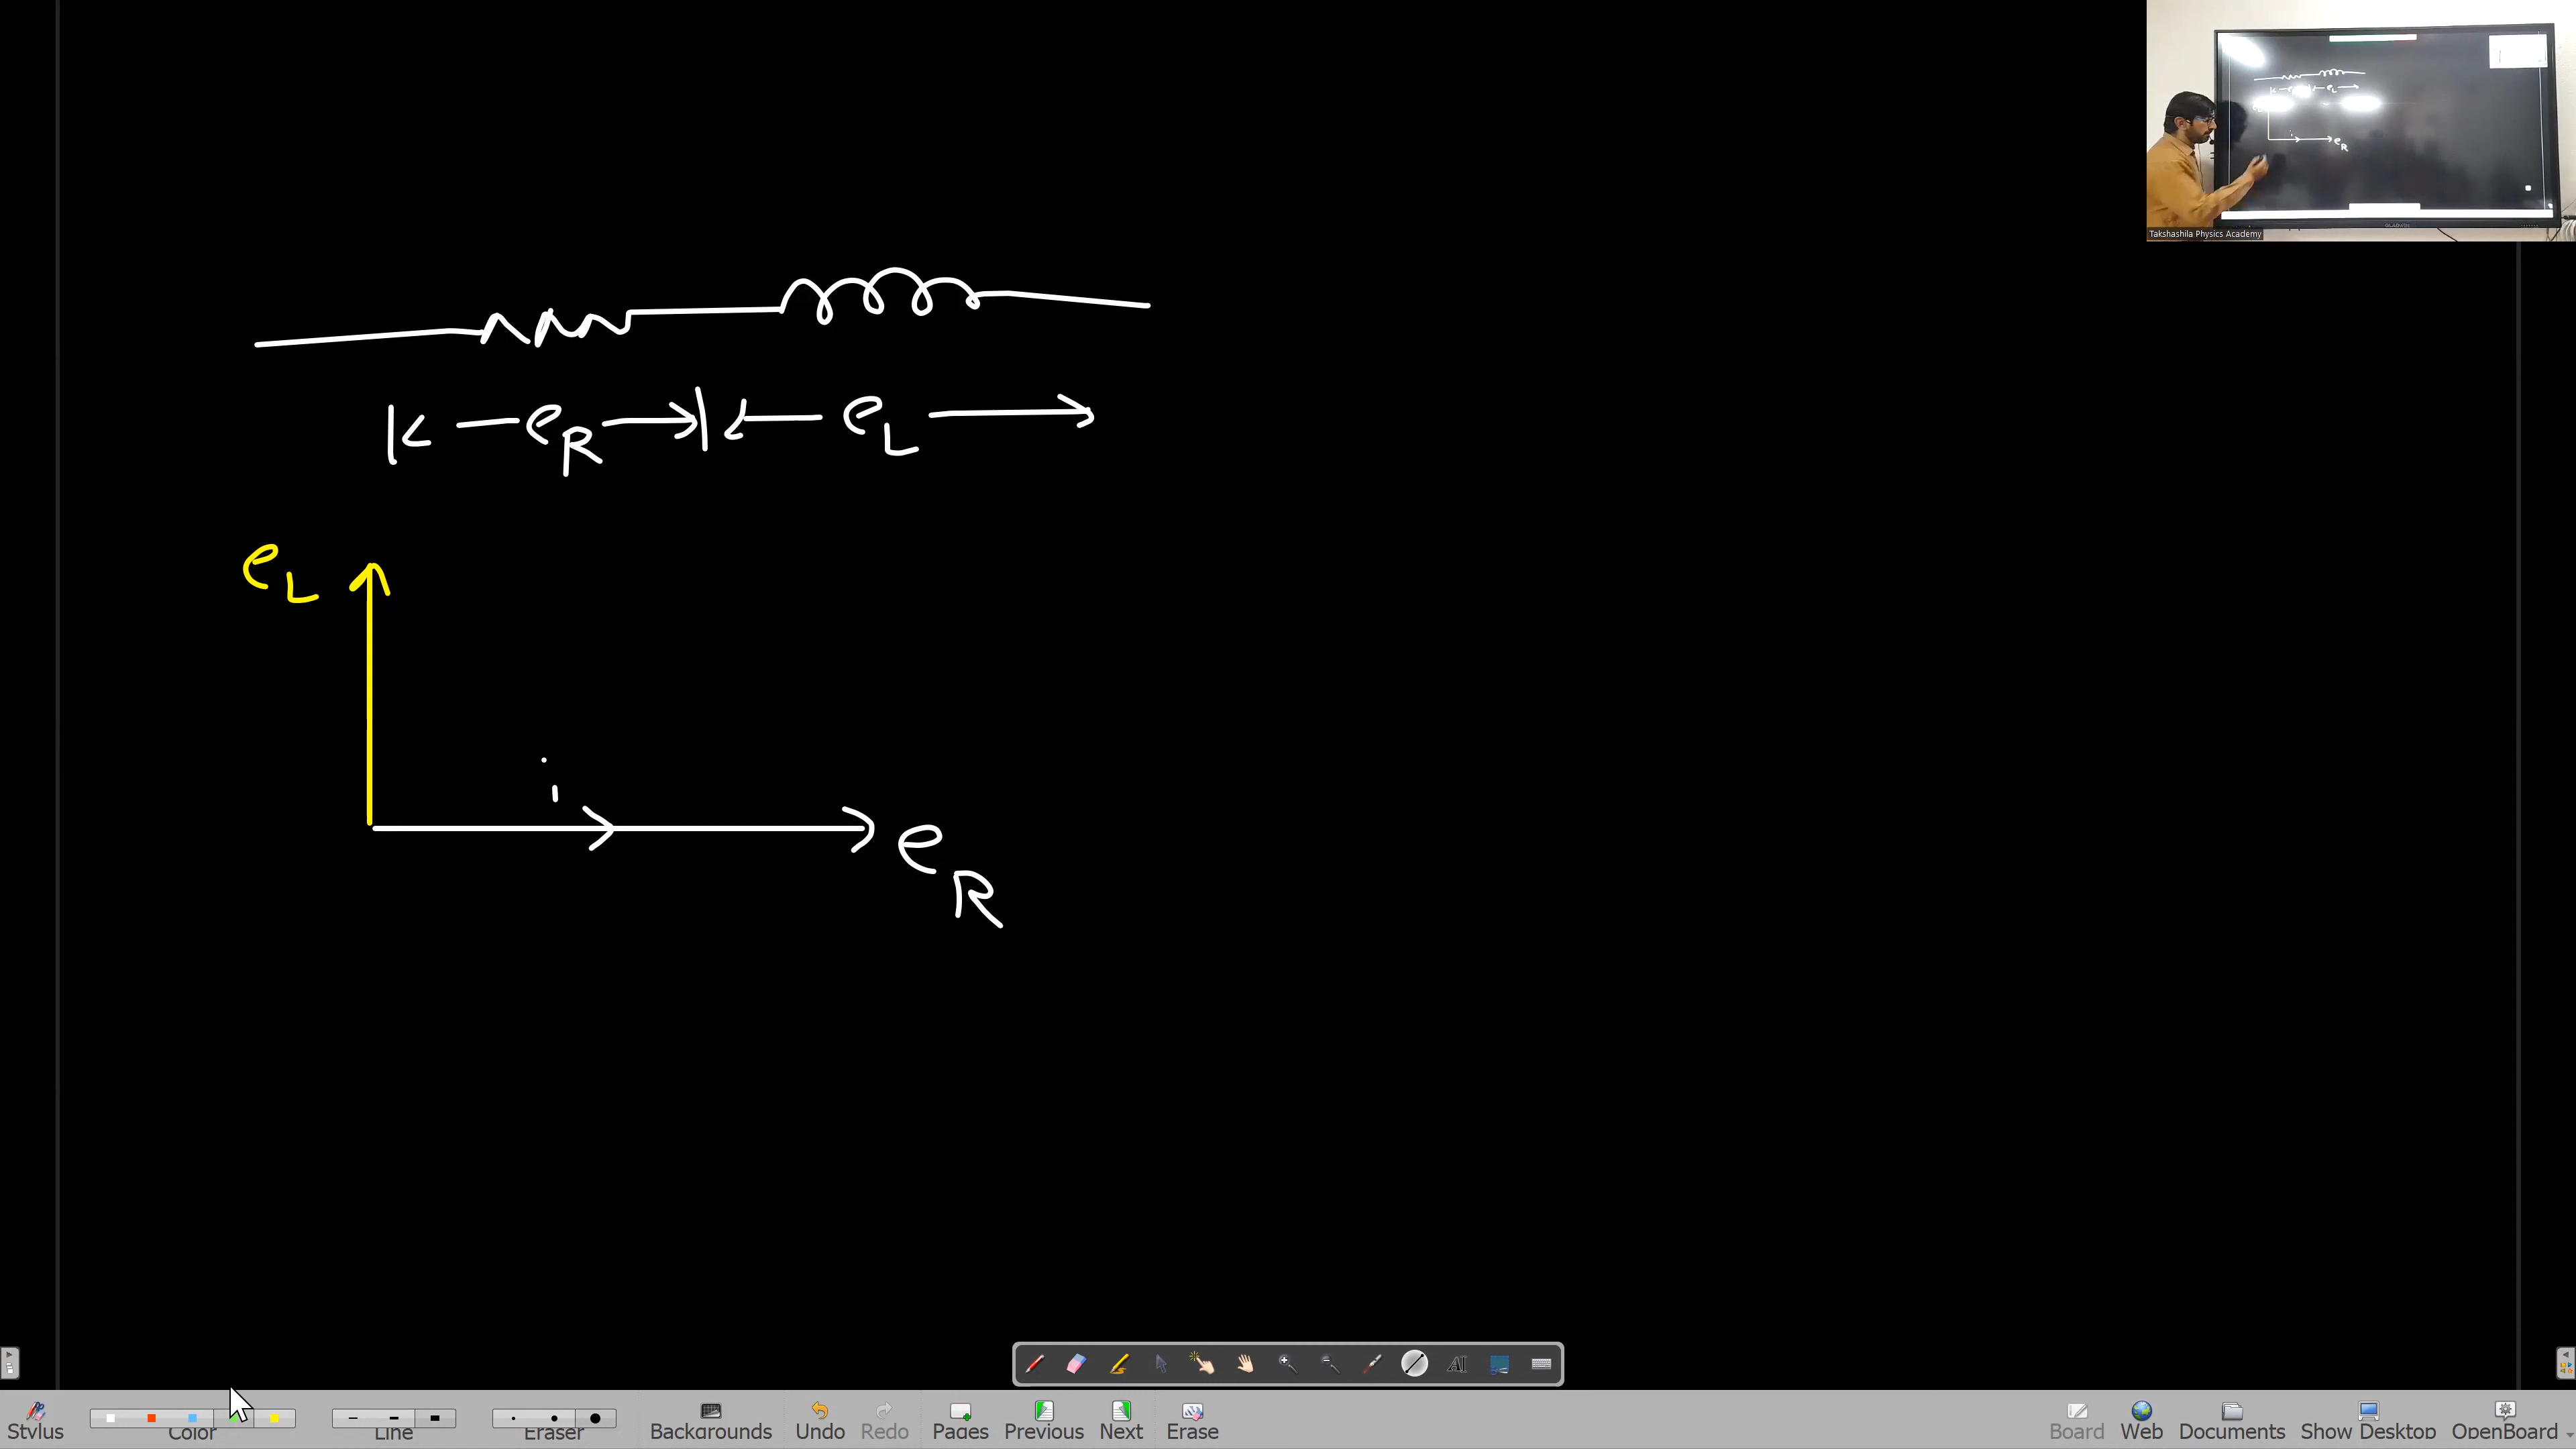 Takshashila Physics Academy
e_R e_L
e_L
i
e_R
Stylus Color Line Eraser Backgrounds Undo Redo Pages Previous Next Erase Board Web Documents Show Desktop OpenBoard